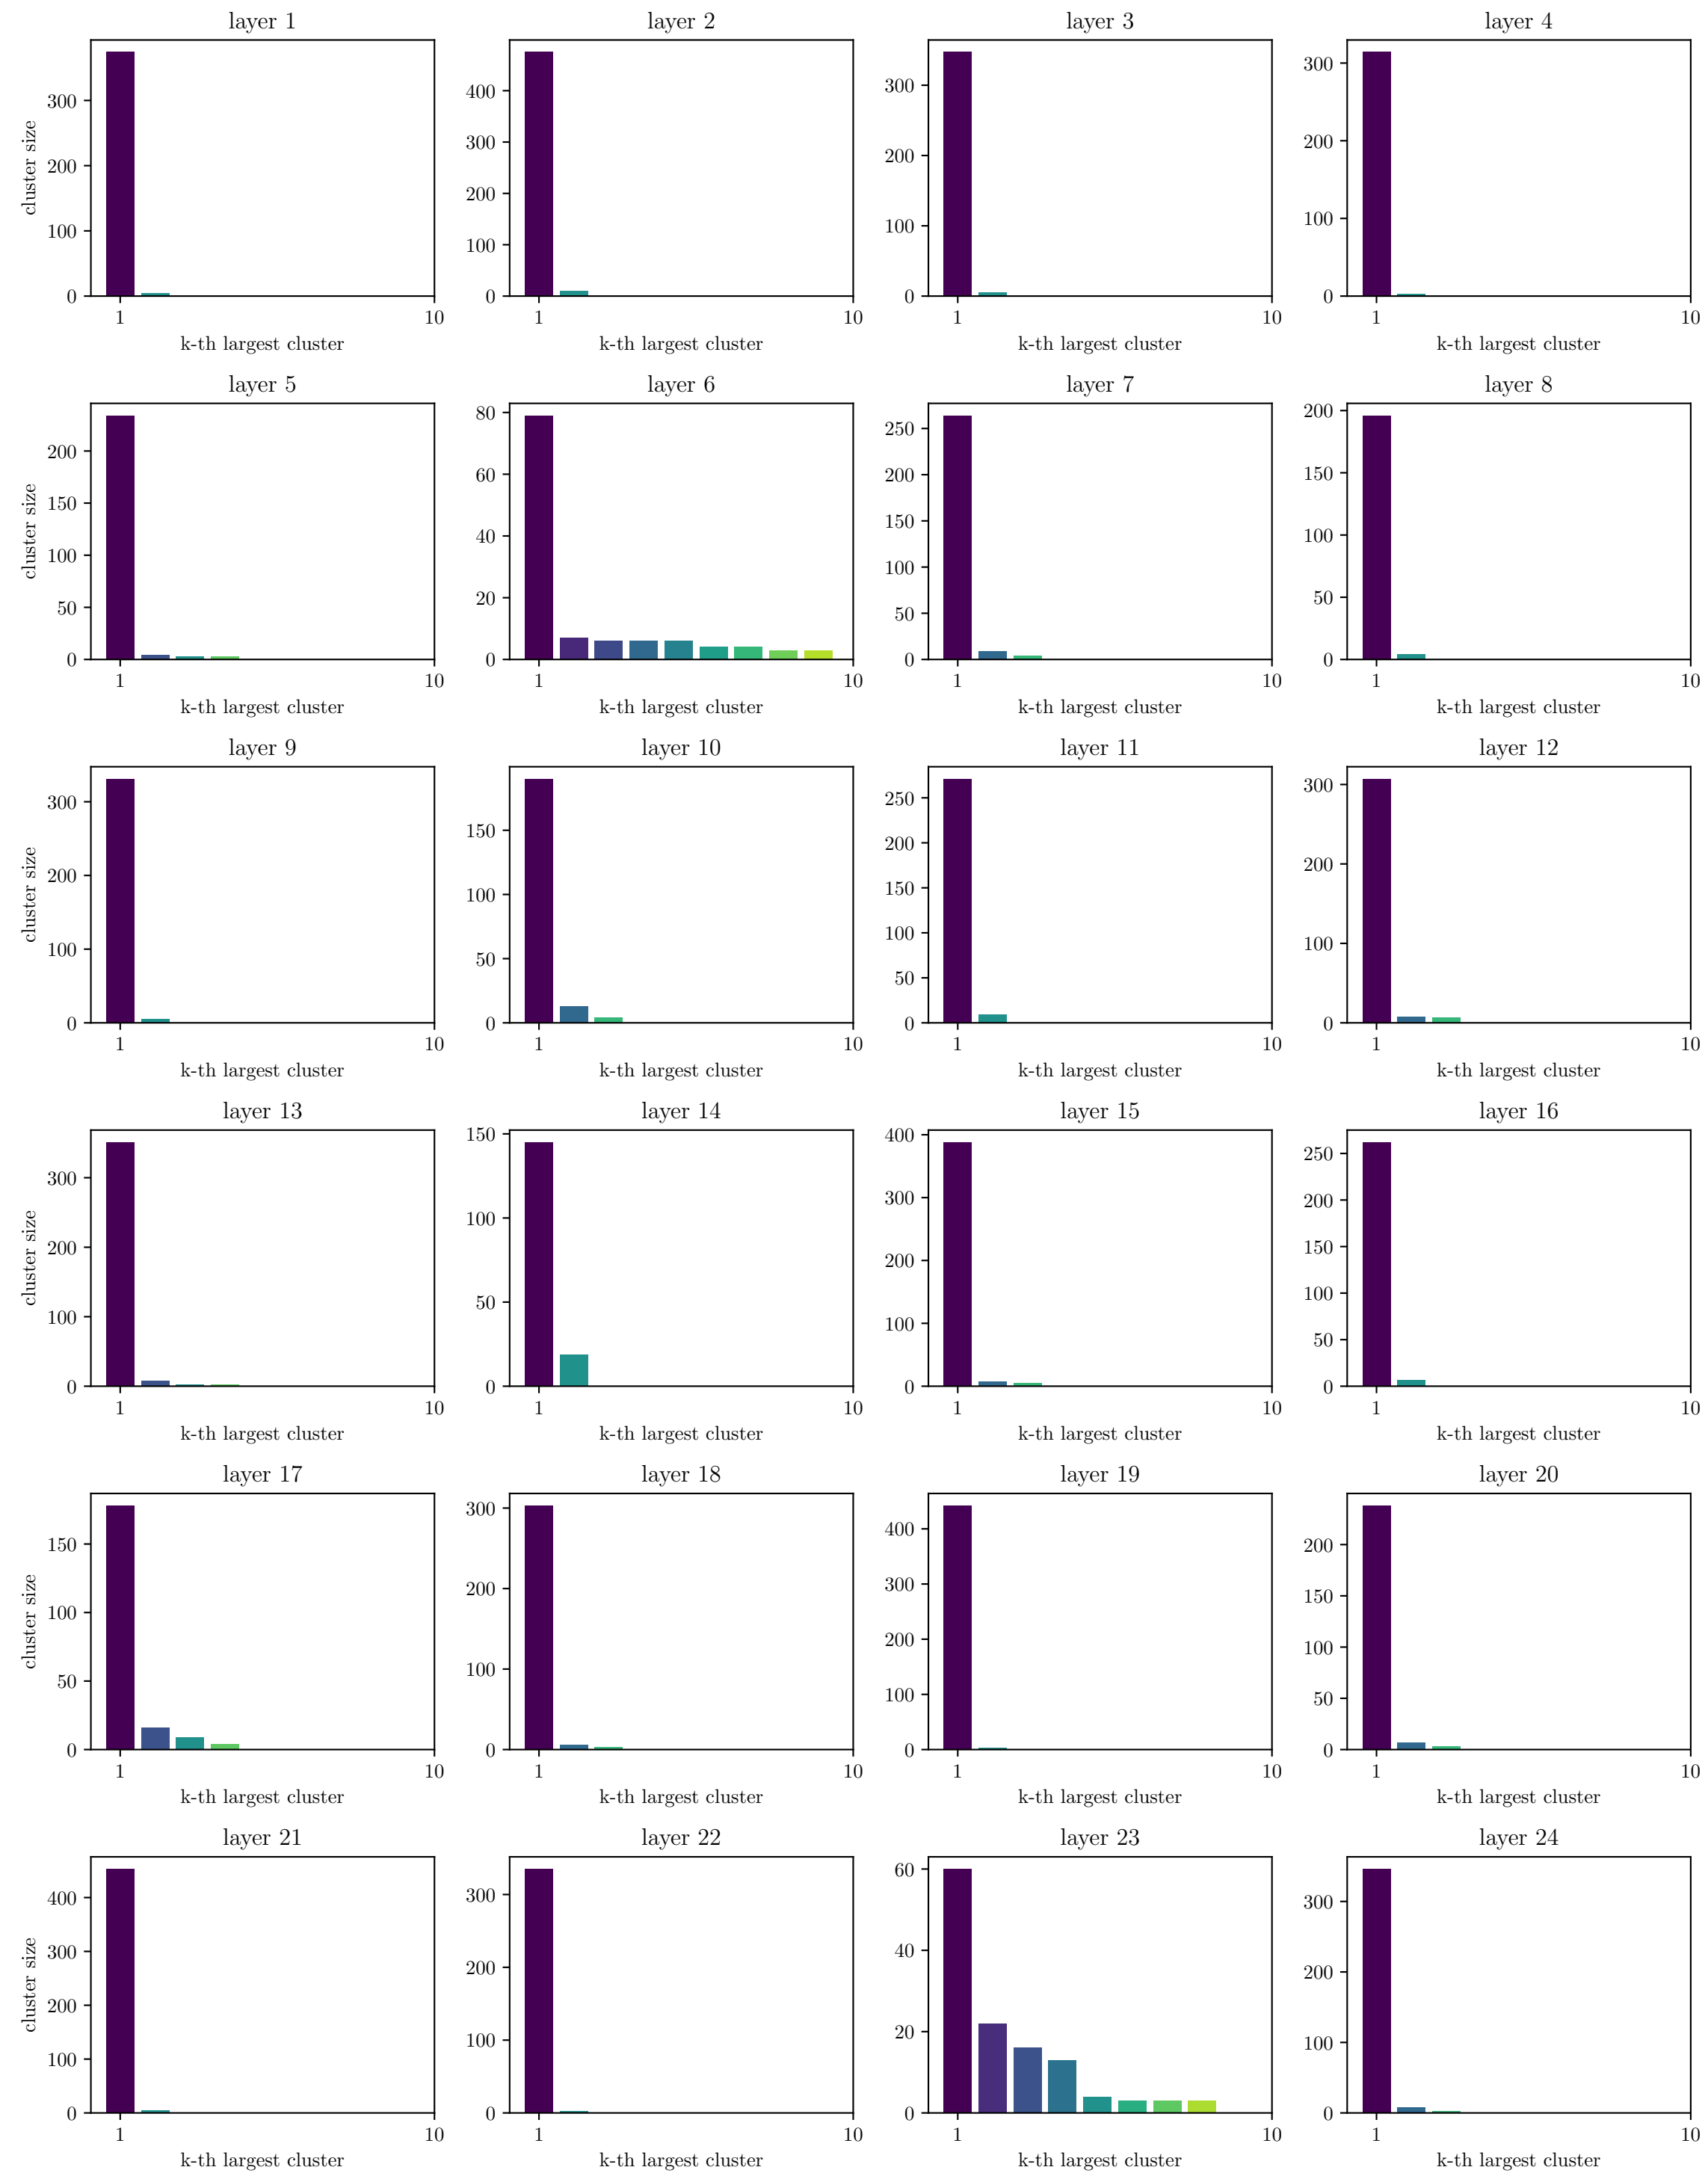 layer 1
cluster size
300
200
100
0
1
10
k-th largest cluster
layer 2
400
300
200
100
0
1
10
k-th largest cluster
layer 3
300
200
100
0
1
10
k-th largest cluster
layer 4
300
200
100
0
1
10
k-th largest cluster
layer 5
cluster size
200
150
100
50
0
1
10
k-th largest cluster
layer 6
80
60
40
20
0
1
10
k-th largest cluster
layer 7
250
200
150
100
50
0
1
10
k-th largest cluster
layer 8
200
150
100
50
0
1
10
k-th largest cluster
layer 9
cluster size
300
200
100
0
1
10
k-th largest cluster
layer 10
150
100
50
0
1
10
k-th largest cluster
layer 11
250
200
150
100
50
0
1
10
k-th largest cluster
layer 12
300
200
100
0
1
10
k-th largest cluster
layer 13
cluster size
300
200
100
0
1
10
k-th largest cluster
layer 14
150
100
50
0
1
10
k-th largest cluster
layer 15
400
300
200
100
0
1
10
k-th largest cluster
layer 16
250
200
150
100
50
0
1
10
k-th largest cluster
layer 17
cluster size
150
100
50
0
1
10
k-th largest cluster
layer 18
300
200
100
0
1
10
k-th largest cluster
layer 19
400
300
200
100
0
1
10
k-th largest cluster
layer 20
200
150
100
50
0
1
10
k-th largest cluster
layer 21
cluster size
400
300
200
100
0
1
10
k-th largest cluster
layer 22
300
200
100
0
1
10
k-th largest cluster
layer 23
60
40
20
0
1
10
k-th largest cluster
layer 24
300
200
100
0
1
10
k-th largest cluster